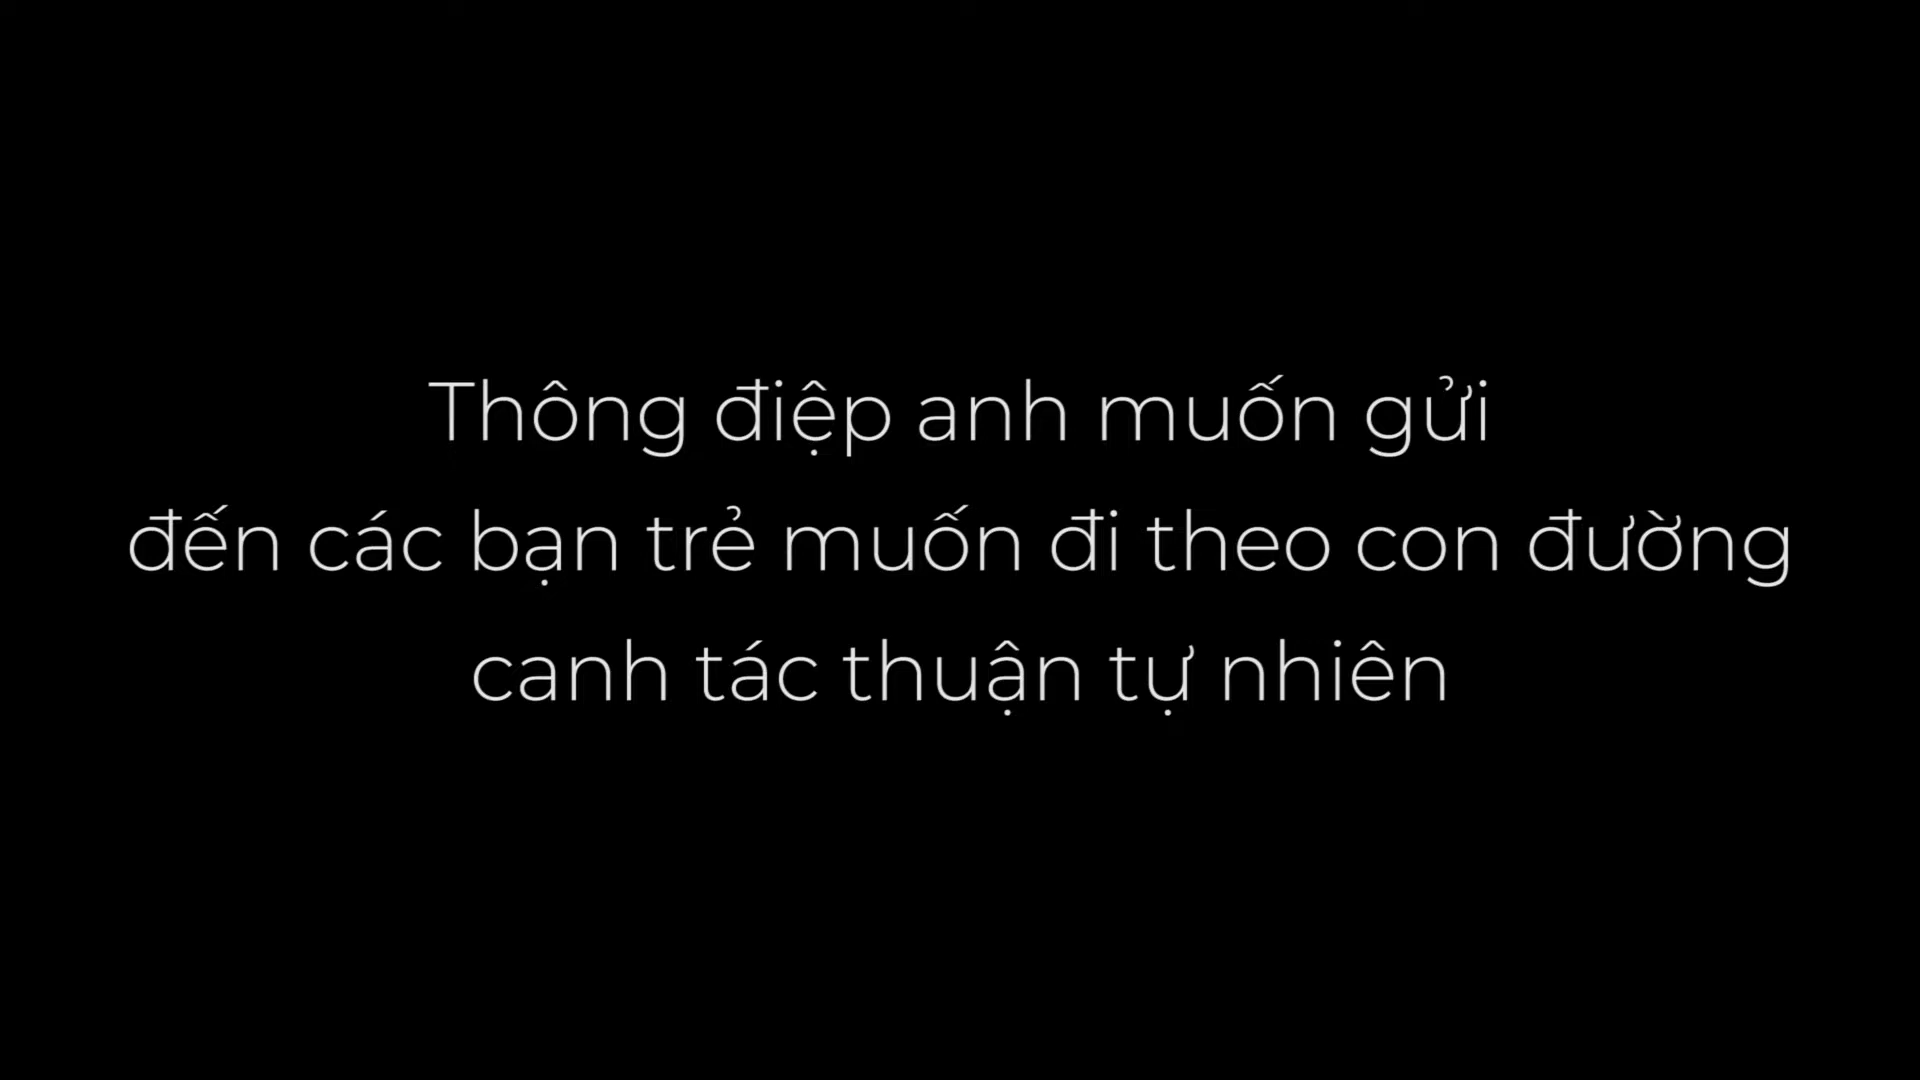 Thông điệp anh muốn gửi
đến các bạn trẻ muốn đi theo con đường
canh tác thuận tự nhiên